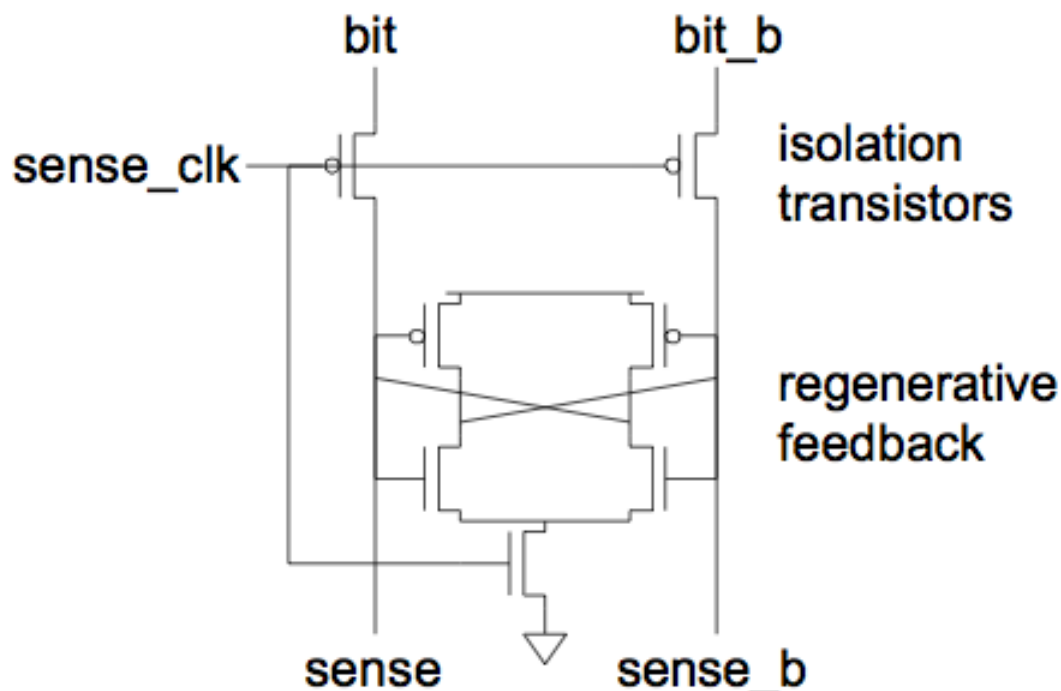 bit
bit_b
sense_clk
isolation
transistors
regenerative
feedback
sense
sense_b